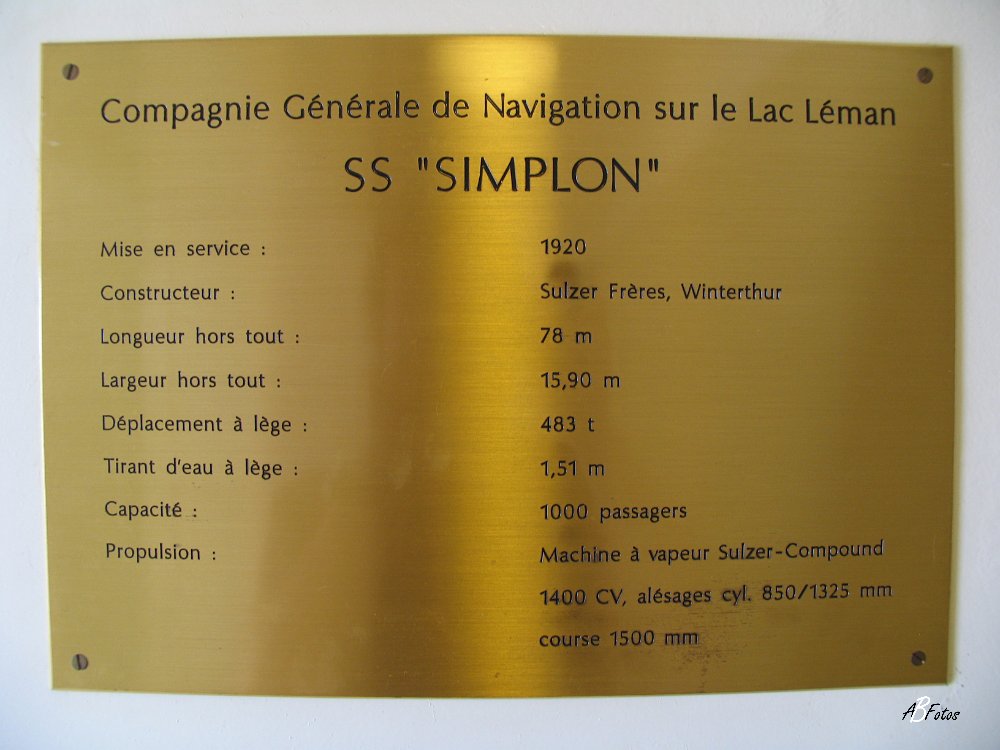 Compagnie Générale de Navigation sur le Lac Léman
SS "SIMPLON"
Mise en service : 1920
Constructeur : Sulzer Frères, Winterthur
Longueur hors tout : 78 m
Largeur hors tout : 15,90 m
Déplacement à lège : 483 t
Tirant d'eau à lège : 1,51 m
Capacité : 1000 passagers
Propulsion : Machine à vapeur Sulzer-Compound
1400 CV, alésages cyl. 850/1325 mm
course 1500 mm
ABFotos